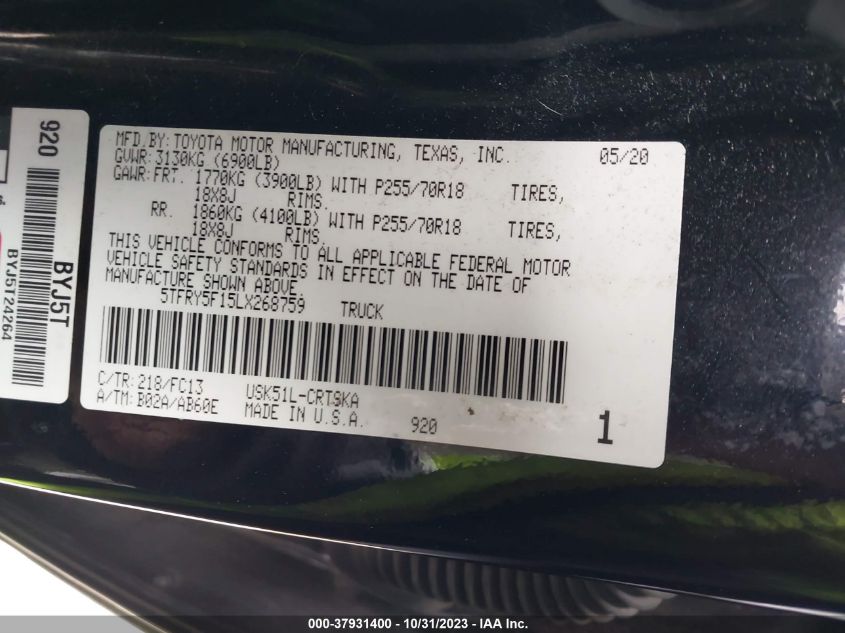 920
BYJ5T
BYJ5T24264
MFD.BY:TOYOTA MOTOR MANUFACTURING, TEXAS, INC. 05/20
GVWR:3130KG (6900LB)
GAWR:FRT. 1770KG (3900LB) WITH P255/70R18 TIRES,
18X8J RIMS.
RR. 1860KG (4100LB) WITH P255/70R18 TIRES,
18X8J RIMS.
THIS VEHICLE CONFORMS TO ALL APPLICABLE FEDERAL MOTOR
VEHICLE SAFETY STANDARDS IN EFFECT ON THE DATE OF
MANUFACTURE SHOWN ABOVE
5TFRY5F15LX268759 TRUCK
C/TR:218/FC13 USK51L-CRTSKA
A/TM:B02A/AB60E MADE IN U.S.A. 920 1
000-37931400 - 10/31/2023 - IAAI.com.